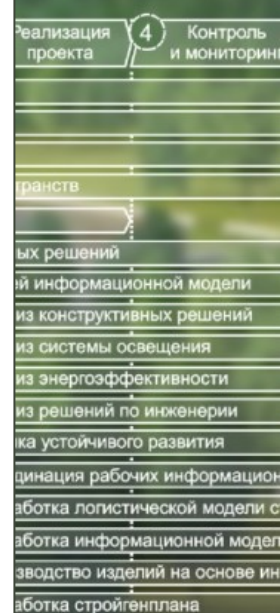 Реализация
проекта
4
Контроль
и мониторинг
транств
ых решений
й информационной модели
из конструктивных решений
из системы освещения
из энергоэффективности
из решений по инженерии
ка устойчивого развития
динация рабочих информацион
аботка логистической модели с
аботка информационной модел
зводство изделий на основе ин
аботка стройгенплана